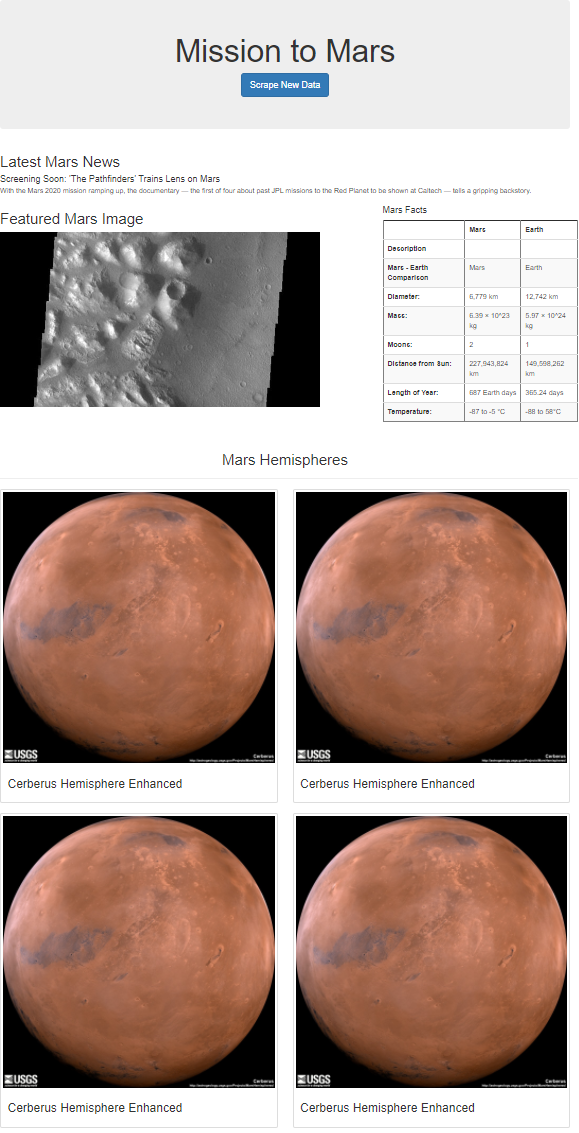 Mission to Mars
Scrape New Data
Latest Mars News
Screening Soon: 'The Pathfinders' Trains Lens on Mars
With the Mars 2020 mission ramping up, the documentary — the first of four about past JPL missions to the Red Planet to be shown at Caltech — tells a gripping backstory.
Featured Mars Image
Mars Facts
Mars Earth
Description
Mars - Earth Mars Earth
Comparison
Diameter: 6,779 km 12,742 km
Mass: 6.39 × 10^23 5.97 × 10^24
kg kg
Moons: 2 1
Distance from Sun: 227,943,824 149,598,262
km km
Length of Year: 687 Earth days 365.24 days
Temperature: -87 to -5 °C -88 to 58°C
Mars Hemispheres
USGS Cerberus
USGS Cerberus
Cerberus Hemisphere Enhanced
Cerberus Hemisphere Enhanced
USGS Cerberus
USGS Cerberus
Cerberus Hemisphere Enhanced
Cerberus Hemisphere Enhanced